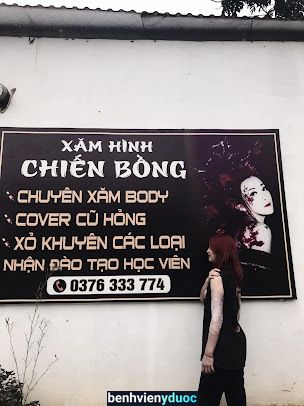 XĂM HÌNH
CHIẾN BÔNG
CHUYÊN XĂM BODY
COVER CŨ HỎNG
XỎ KHUYÊN CÁC LOẠI
NHẬN ĐÀO TẠO HỌC VIÊN
0376 333 774
benhvienyduoc